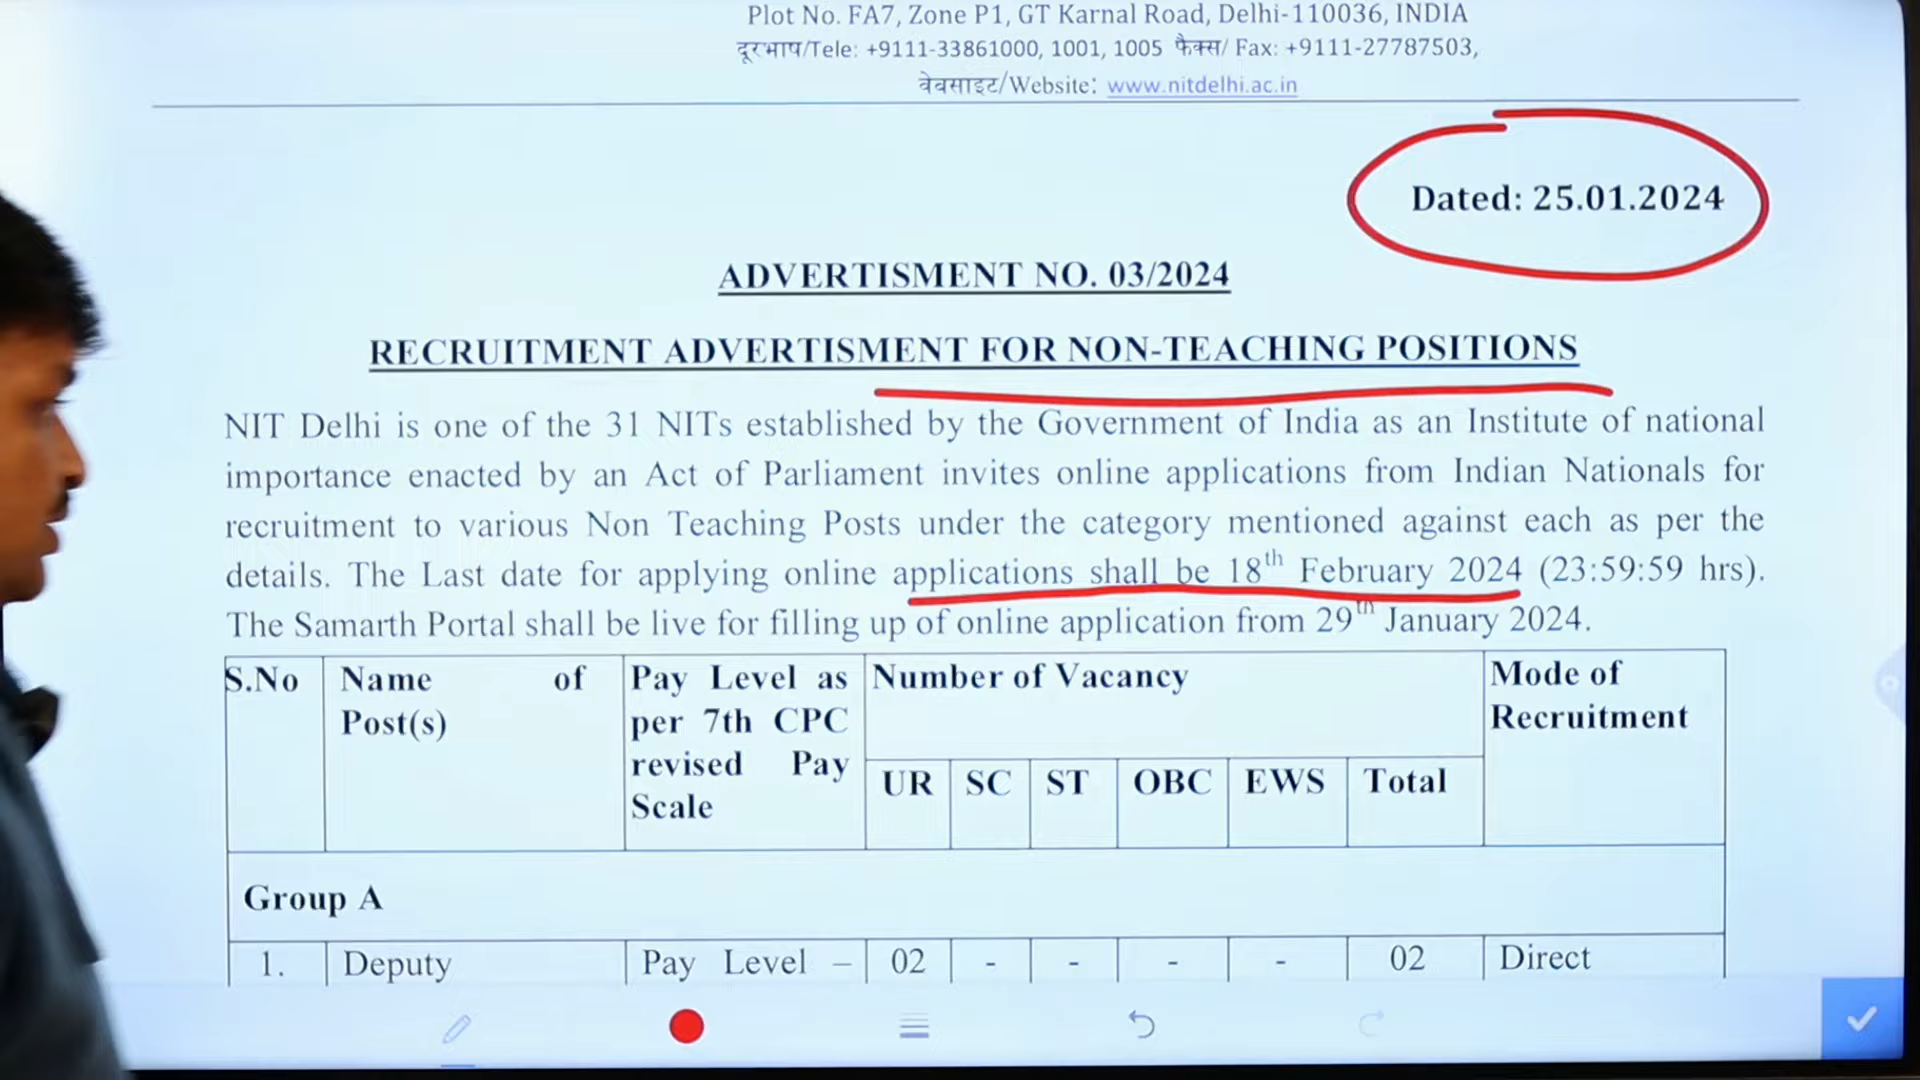 Plot No. FA7, Zone P1, GT Karnal Road, Delhi-110036, INDIA
दूरभाष/Tele: +9111-33861000, 1001, 1005 फैक्स/ Fax: +9111-27787503,
वेबसाइट/Website: www.nitdelhi.ac.in
Dated: 25.01.2024
ADVERTISMENT NO. 03/2024
RECRUITMENT ADVERTISMENT FOR NON-TEACHING POSITIONS
NIT Delhi is one of the 31 NITs established by the Government of India as an Institute of national
importance enacted by an Act of Parliament invites online applications from Indian Nationals for
recruitment to various Non Teaching Posts under the category mentioned against each as per the
details. The Last date for applying online applications shall be 18th February 2024 (23:59:59 hrs).
The Samarth Portal shall be live for filling up of online application from 29th January 2024.
S.No Name of Post(s) Pay Level as per 7th CPC revised Pay Scale Number of Vacancy Mode of Recruitment
UR SC ST OBC EWS Total
Group A
1. Deputy Pay Level – 02 - - - - 02 Direct